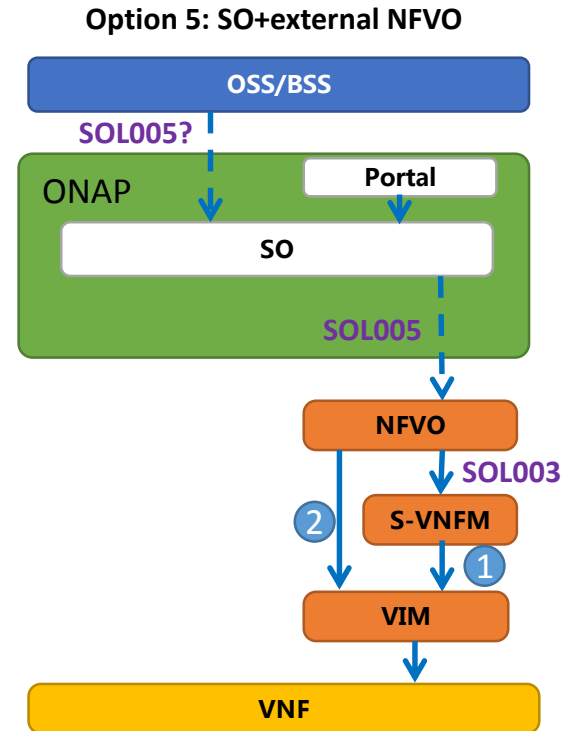 Option 5: SO+external NFVO
OSS/BSS
SOL005?
Portal
ONAP
SO
SOL005
NFVO
SOL003
S-VNFM
2
1
VIM
VNF